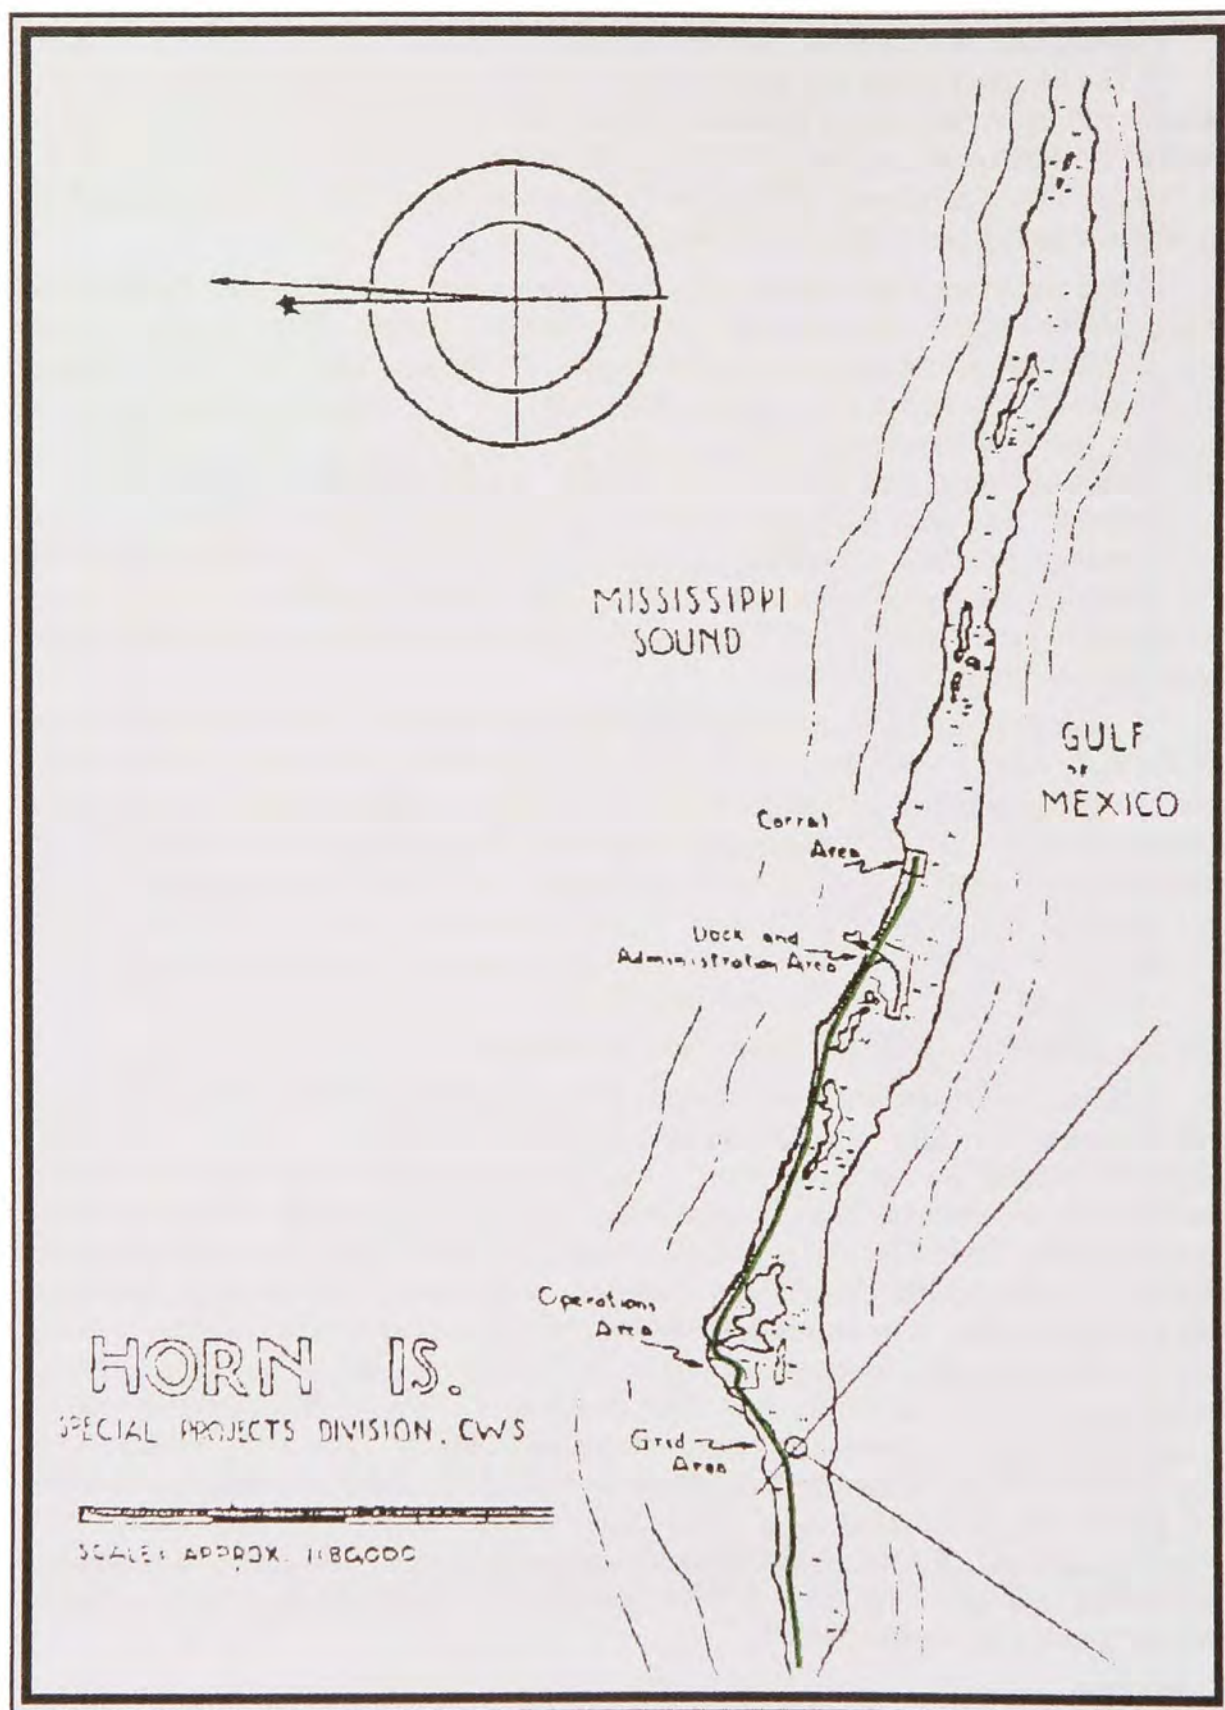 MISSISSIPPI
SOUND
GULF
OF
MEXICO
Corral
Area
Dock and
Administration Area
Operations
Area
Grid
Area
HORN IS.
SPECIAL PROJECTS DIVISION, CWS
SCALE: APPROX. 1:80,000